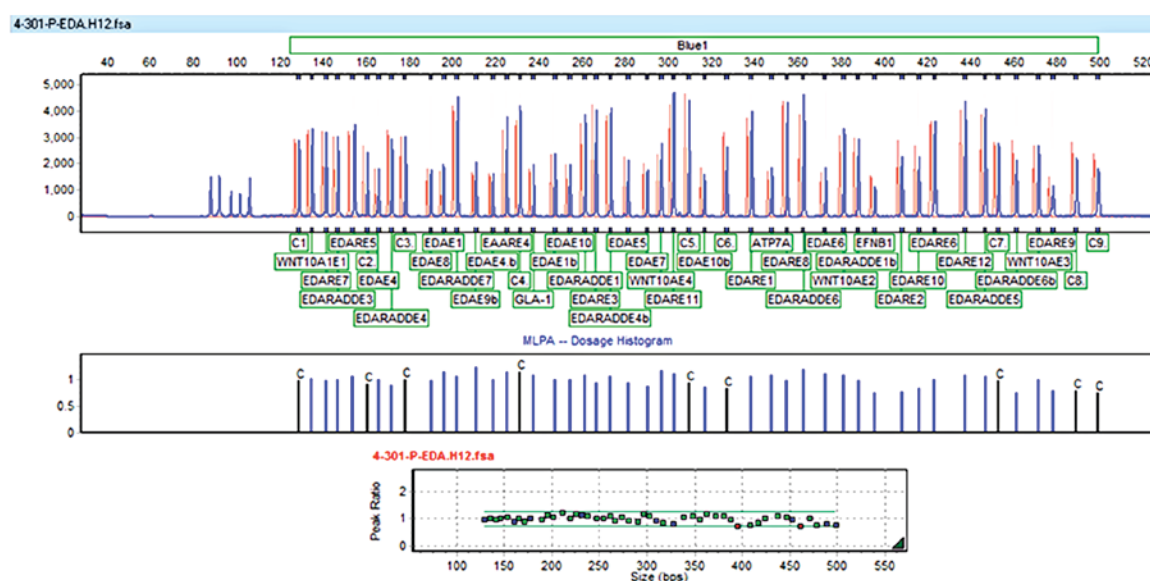 4-301-P-EDA.H12.fsa
Blue1
40 60 80 100 120 140 160 180 200 220 240 260 280 300 320 340 360 380 400 420 440 460 480 500 520
5,000
4,000
3,000
2,000
1,000
0
C1 EDARE5 C3. EDAE1 EAARE4 EDAE10 EDAE5 C5. C6. ATP7A EDAE6 EFNB1 EDARE6 C7. EDARE9 C9.
WNT10A1E1 C2. EDAE8 EDAE4.b EDAE1b EDAE7 EDAE10b EDARE8 EDARADDE1b EDARE12 WNT10AE3
EDARE7 EDAE4 EDARADDE7 C4. EDARADDE1 WNT10AE4 EDARE1 WNT10AE2 EDARE10 EDARADDE6b C8.
EDARADDE3 EDAE9b GLA-1 EDARE3 EDARE11 EDARADDE6 EDARE2 EDARADDE5
EDARADDE4 EDARADDE4b
MLPA -- Dosage Histogram
1
0.5
0
C C C C C C C C C
4-301-P-EDA.H12.fsa
Peak Ratio
2
1
0
100 150 200 250 300 350 400 450 500 550
Size (bps)